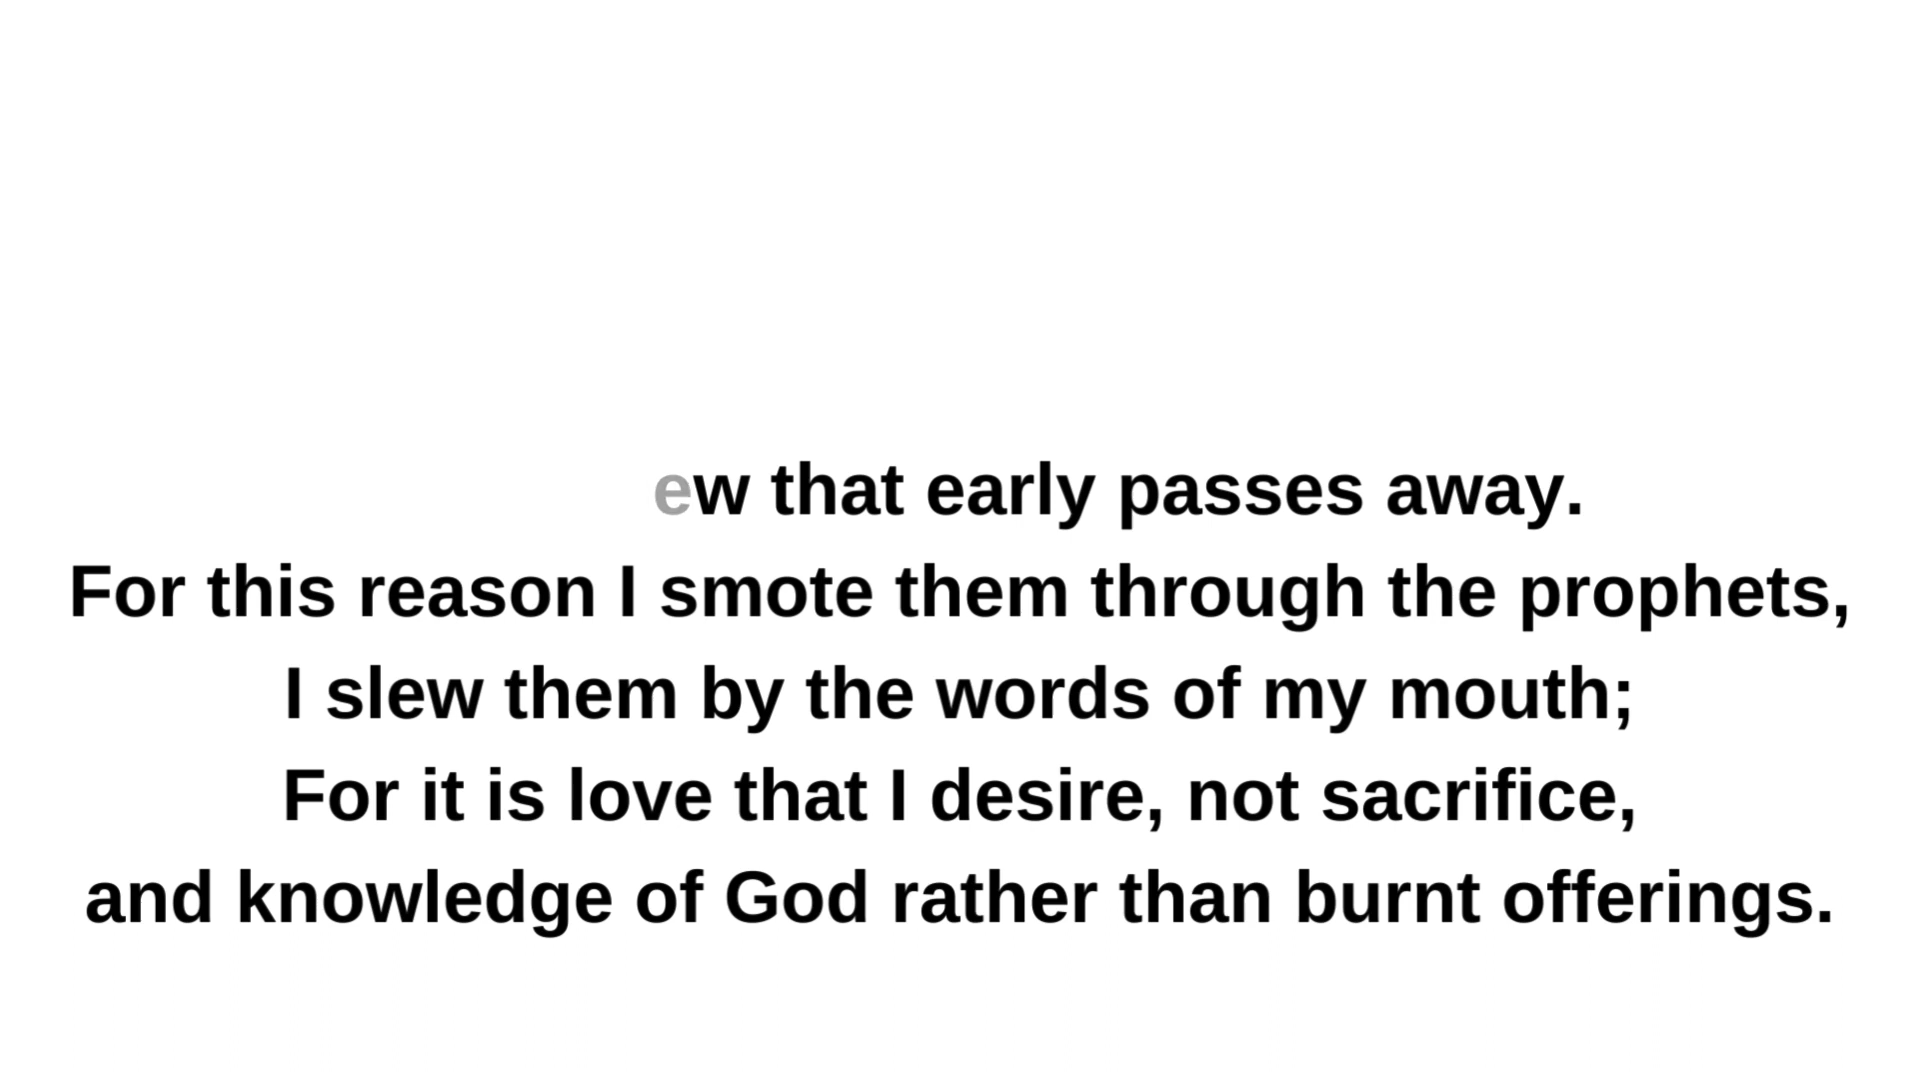 ew that early passes away.
For this reason I smote them through the prophets,
I slew them by the words of my mouth;
For it is love that I desire, not sacrifice,
and knowledge of God rather than burnt offerings.